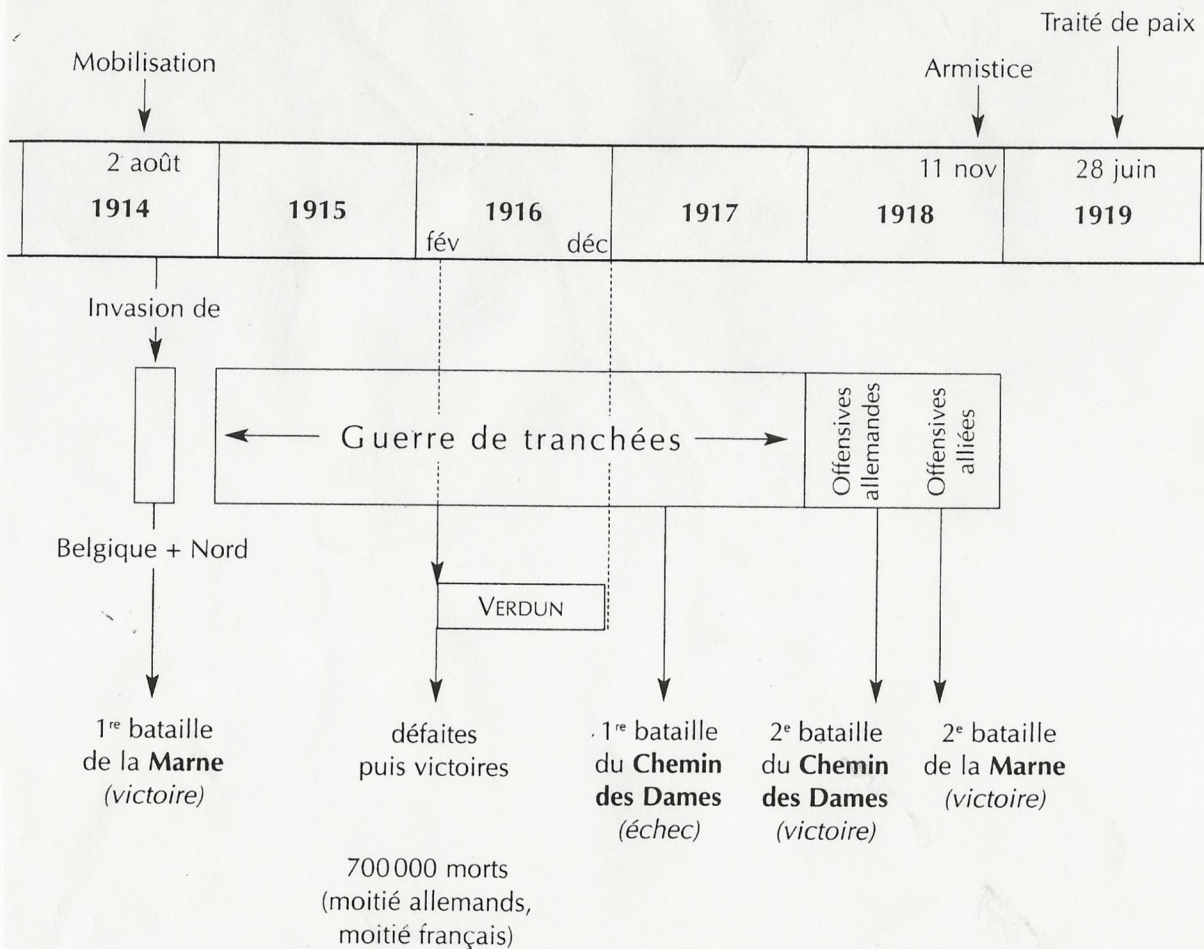 Traité de paix
Mobilisation
Armistice
2 août
11 nov
28 juin
1914
1915
1916
1917
1918
1919
fév
déc
Invasion de
Guerre de tranchées
Offensives
allemandes
Offensives
alliées
Belgique + Nord
VERDUN
1re bataille
de la Marne
(victoire)
défaites
puis victoires
700 000 morts
(moitié allemands,
moitié français)
1re bataille
du Chemin
des Dames
(échec)
2e bataille
du Chemin
des Dames
(victoire)
2e bataille
de la Marne
(victoire)